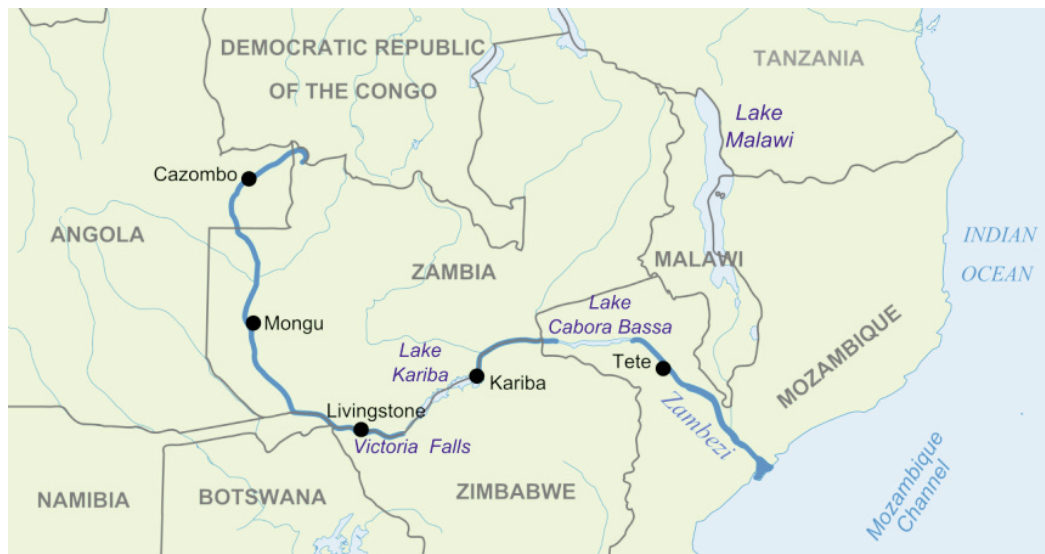 DEMOCRATIC REPUBLIC
OF THE CONGO
TANZANIA
Lake
Malawi
Cazombo
ANGOLA
ZAMBIA
MALAWI
INDIAN
OCEAN
Lake
Cabora Bassa
Mongu
Lake
Kariba
Kariba
Tete
MOZAMBIQUE
Zambezi
Livingstone
Victoria Falls
NAMIBIA
BOTSWANA
ZIMBABWE
Mozambique
Channel